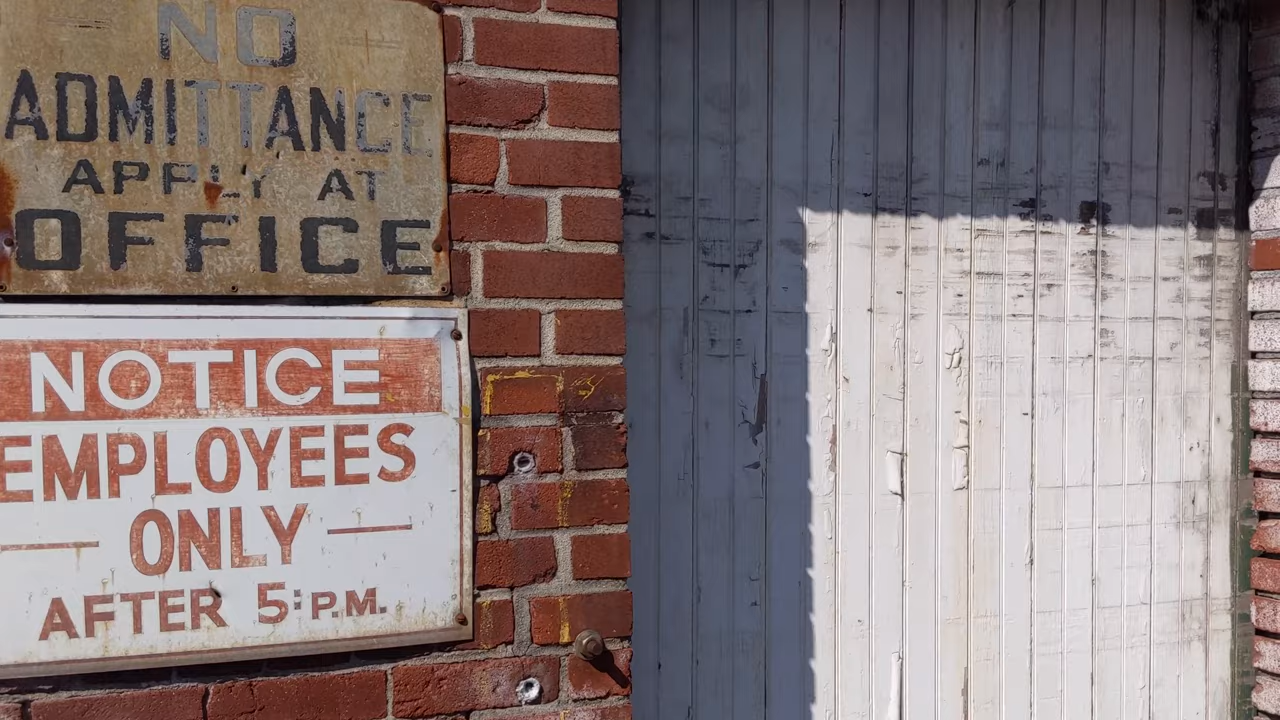 NO
ADMITTANCE
APPLY AT
OFFICE
NOTICE
EMPLOYEES
ONLY
AFTER 5: P.M.